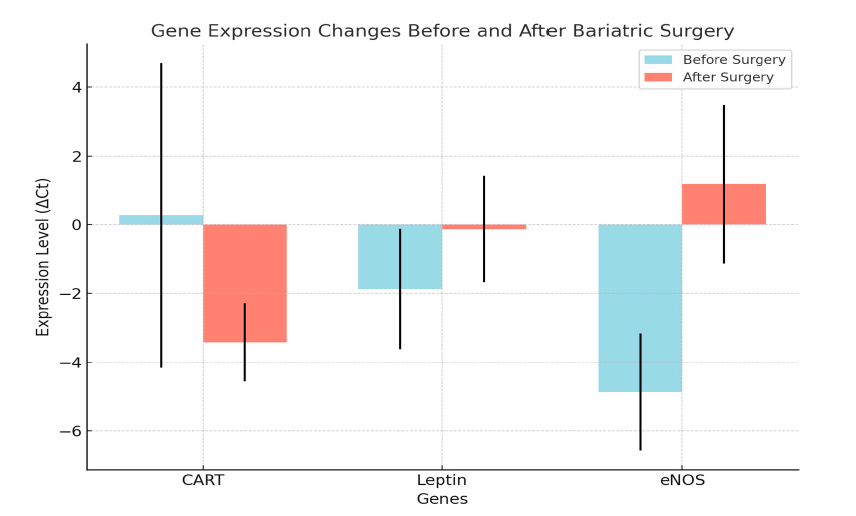 Gene Expression Changes Before and After Bariatric Surgery
Before Surgery
After Surgery
Expression Level (ΔCt)
4
2
0
−2
−4
−6
CART
Leptin
eNOS
Genes